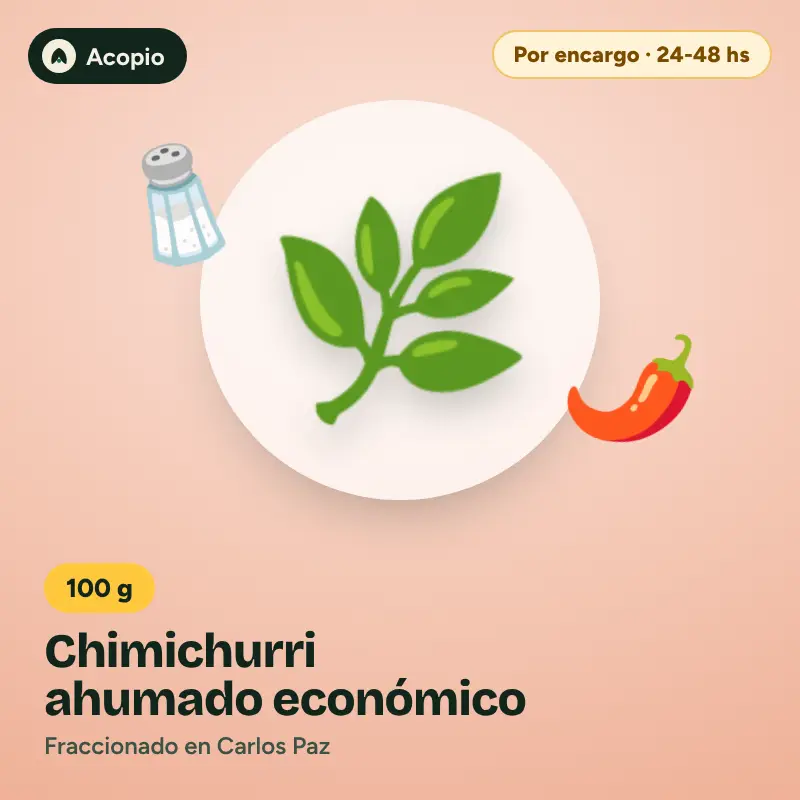 Acopio
Por encargo · 24-48 hs
100 g
Chimichurri
ahumado económico
Fraccionado en Carlos Paz